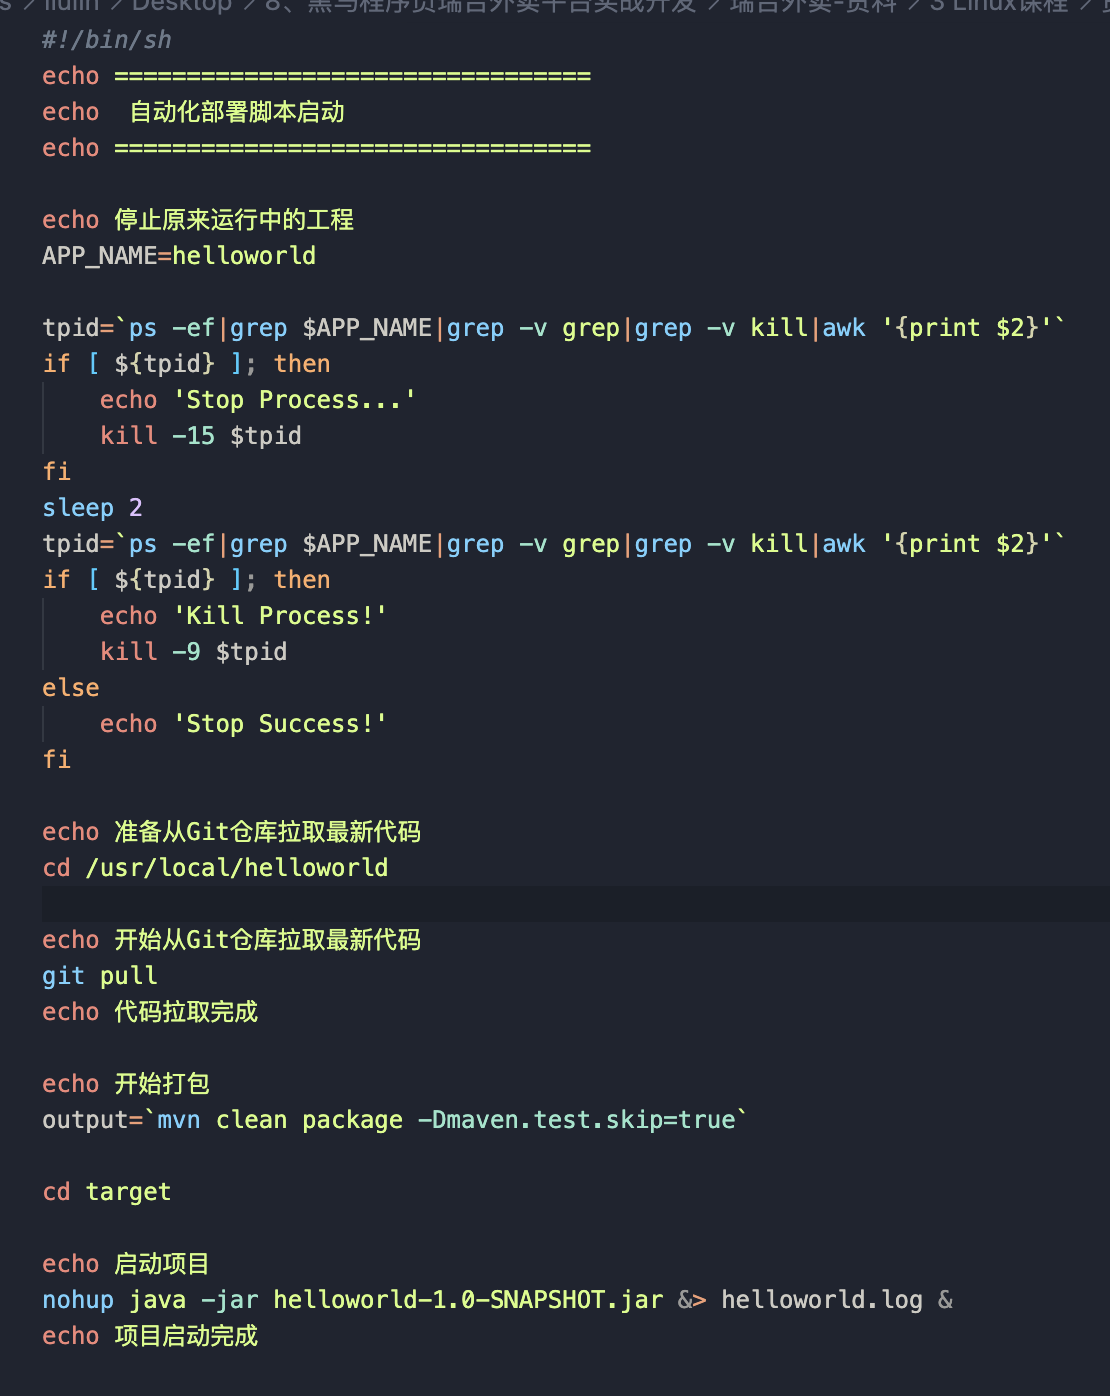 liulin > Desktop > 8、黑马程序员瑞吉外卖平台实战开发 > 瑞吉外卖-资料 > 3 Linux课程 >
#!/bin/sh
echo =================================
echo  自动化部署脚本启动
echo =================================
echo 停止原来运行中的工程
APP_NAME=helloworld
tpid=`ps -ef|grep $APP_NAME|grep -v grep|grep -v kill|awk '{print $2}'`
if [ ${tpid} ]; then
    echo 'Stop Process...'
    kill -15 $tpid
fi
sleep 2
tpid=`ps -ef|grep $APP_NAME|grep -v grep|grep -v kill|awk '{print $2}'`
if [ ${tpid} ]; then
    echo 'Kill Process!'
    kill -9 $tpid
else
    echo 'Stop Success!'
fi
echo 准备从Git仓库拉取最新代码
cd /usr/local/helloworld
echo 开始从Git仓库拉取最新代码
git pull
echo 代码拉取完成
echo 开始打包
output=`mvn clean package -Dmaven.test.skip=true`
cd target
echo 启动项目
nohup java -jar helloworld-1.0-SNAPSHOT.jar &> helloworld.log &
echo 项目启动完成